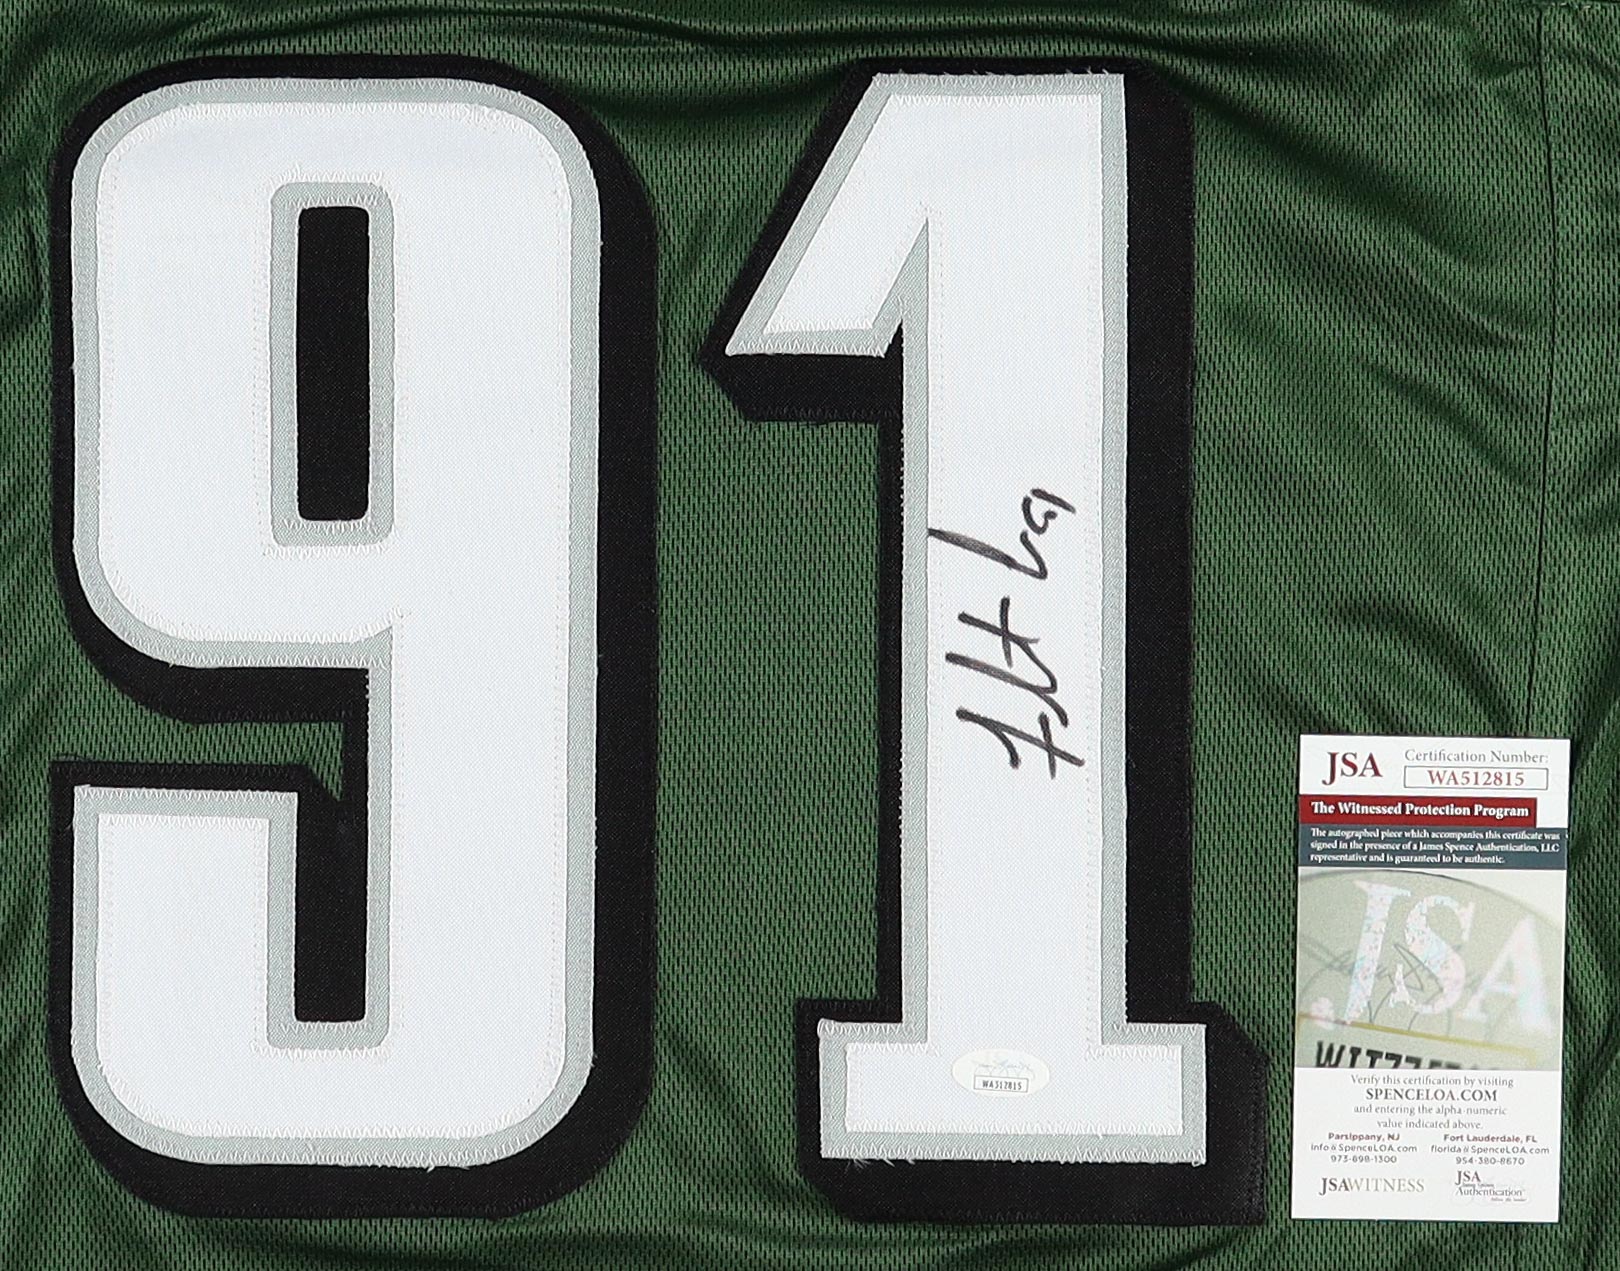 91
WA512815
JSA
Certification Number:
WA512815
The Witnessed Protection Program
The autographed piece which accompanies this certificate was
signed in the presence of a James Spence Authentication, LLC
representative and is guaranteed to be authentic.
JSA
Verify this certification by visiting
SPENCELOA.COM
and entering the alpha-numeric
value indicated above.
Parsippany, NJ
info@SpenceLOA.com
973-898-1300
Fort Lauderdale, FL
florida@SpenceLOA.com
954-380-8670
JSAWITNESS
JSA
Authentication